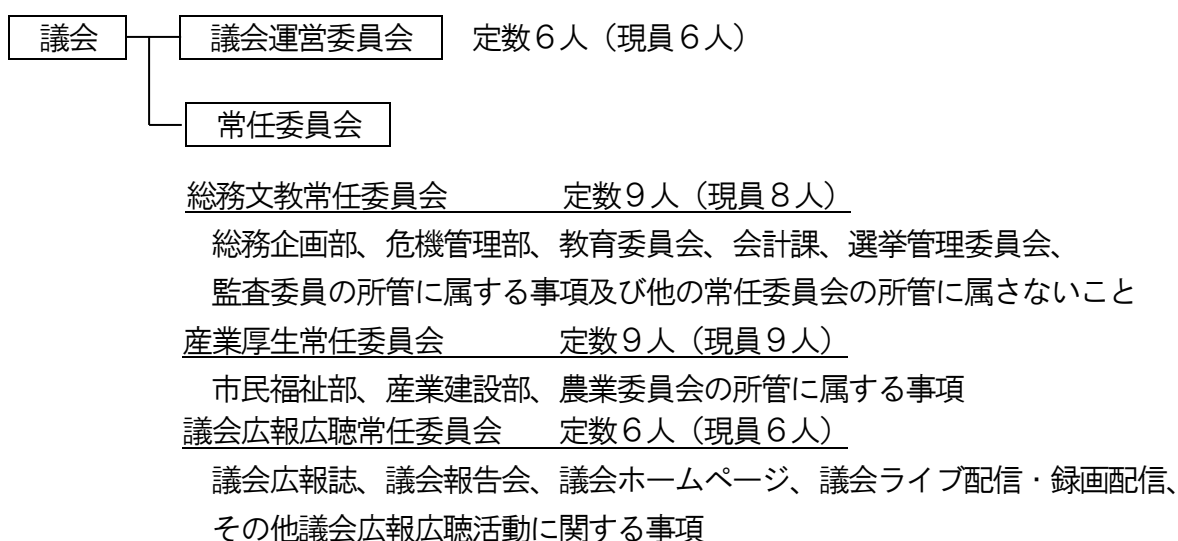 議会 議会運営委員会 定数６人（現員６人）
常任委員会
総務文教常任委員会 定数９人（現員８人）
総務企画部、危機管理部、教育委員会、会計課、選挙管理委員会、
監査委員の所管に属する事項及び他の常任委員会の所管に属さないこと
産業厚生常任委員会 定数９人（現員９人）
市民福祉部、産業建設部、農業委員会の所管に属する事項
議会広報広聴常任委員会 定数６人（現員６人）
議会広報誌、議会報告会、議会ホームページ、議会ライブ配信・録画配信、
その他議会広報広聴活動に関する事項